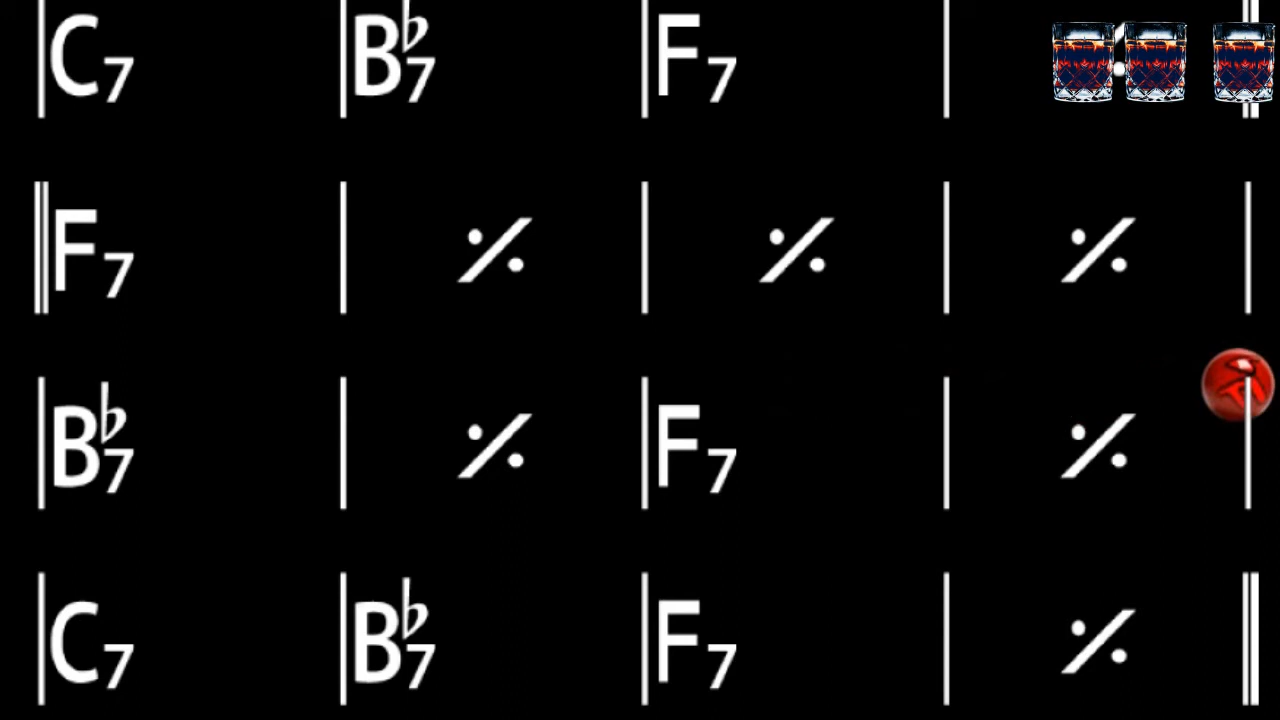 C7 B♭7 F7
F7 % % %
B♭7 % F7 %
C7 B♭7 F7 %